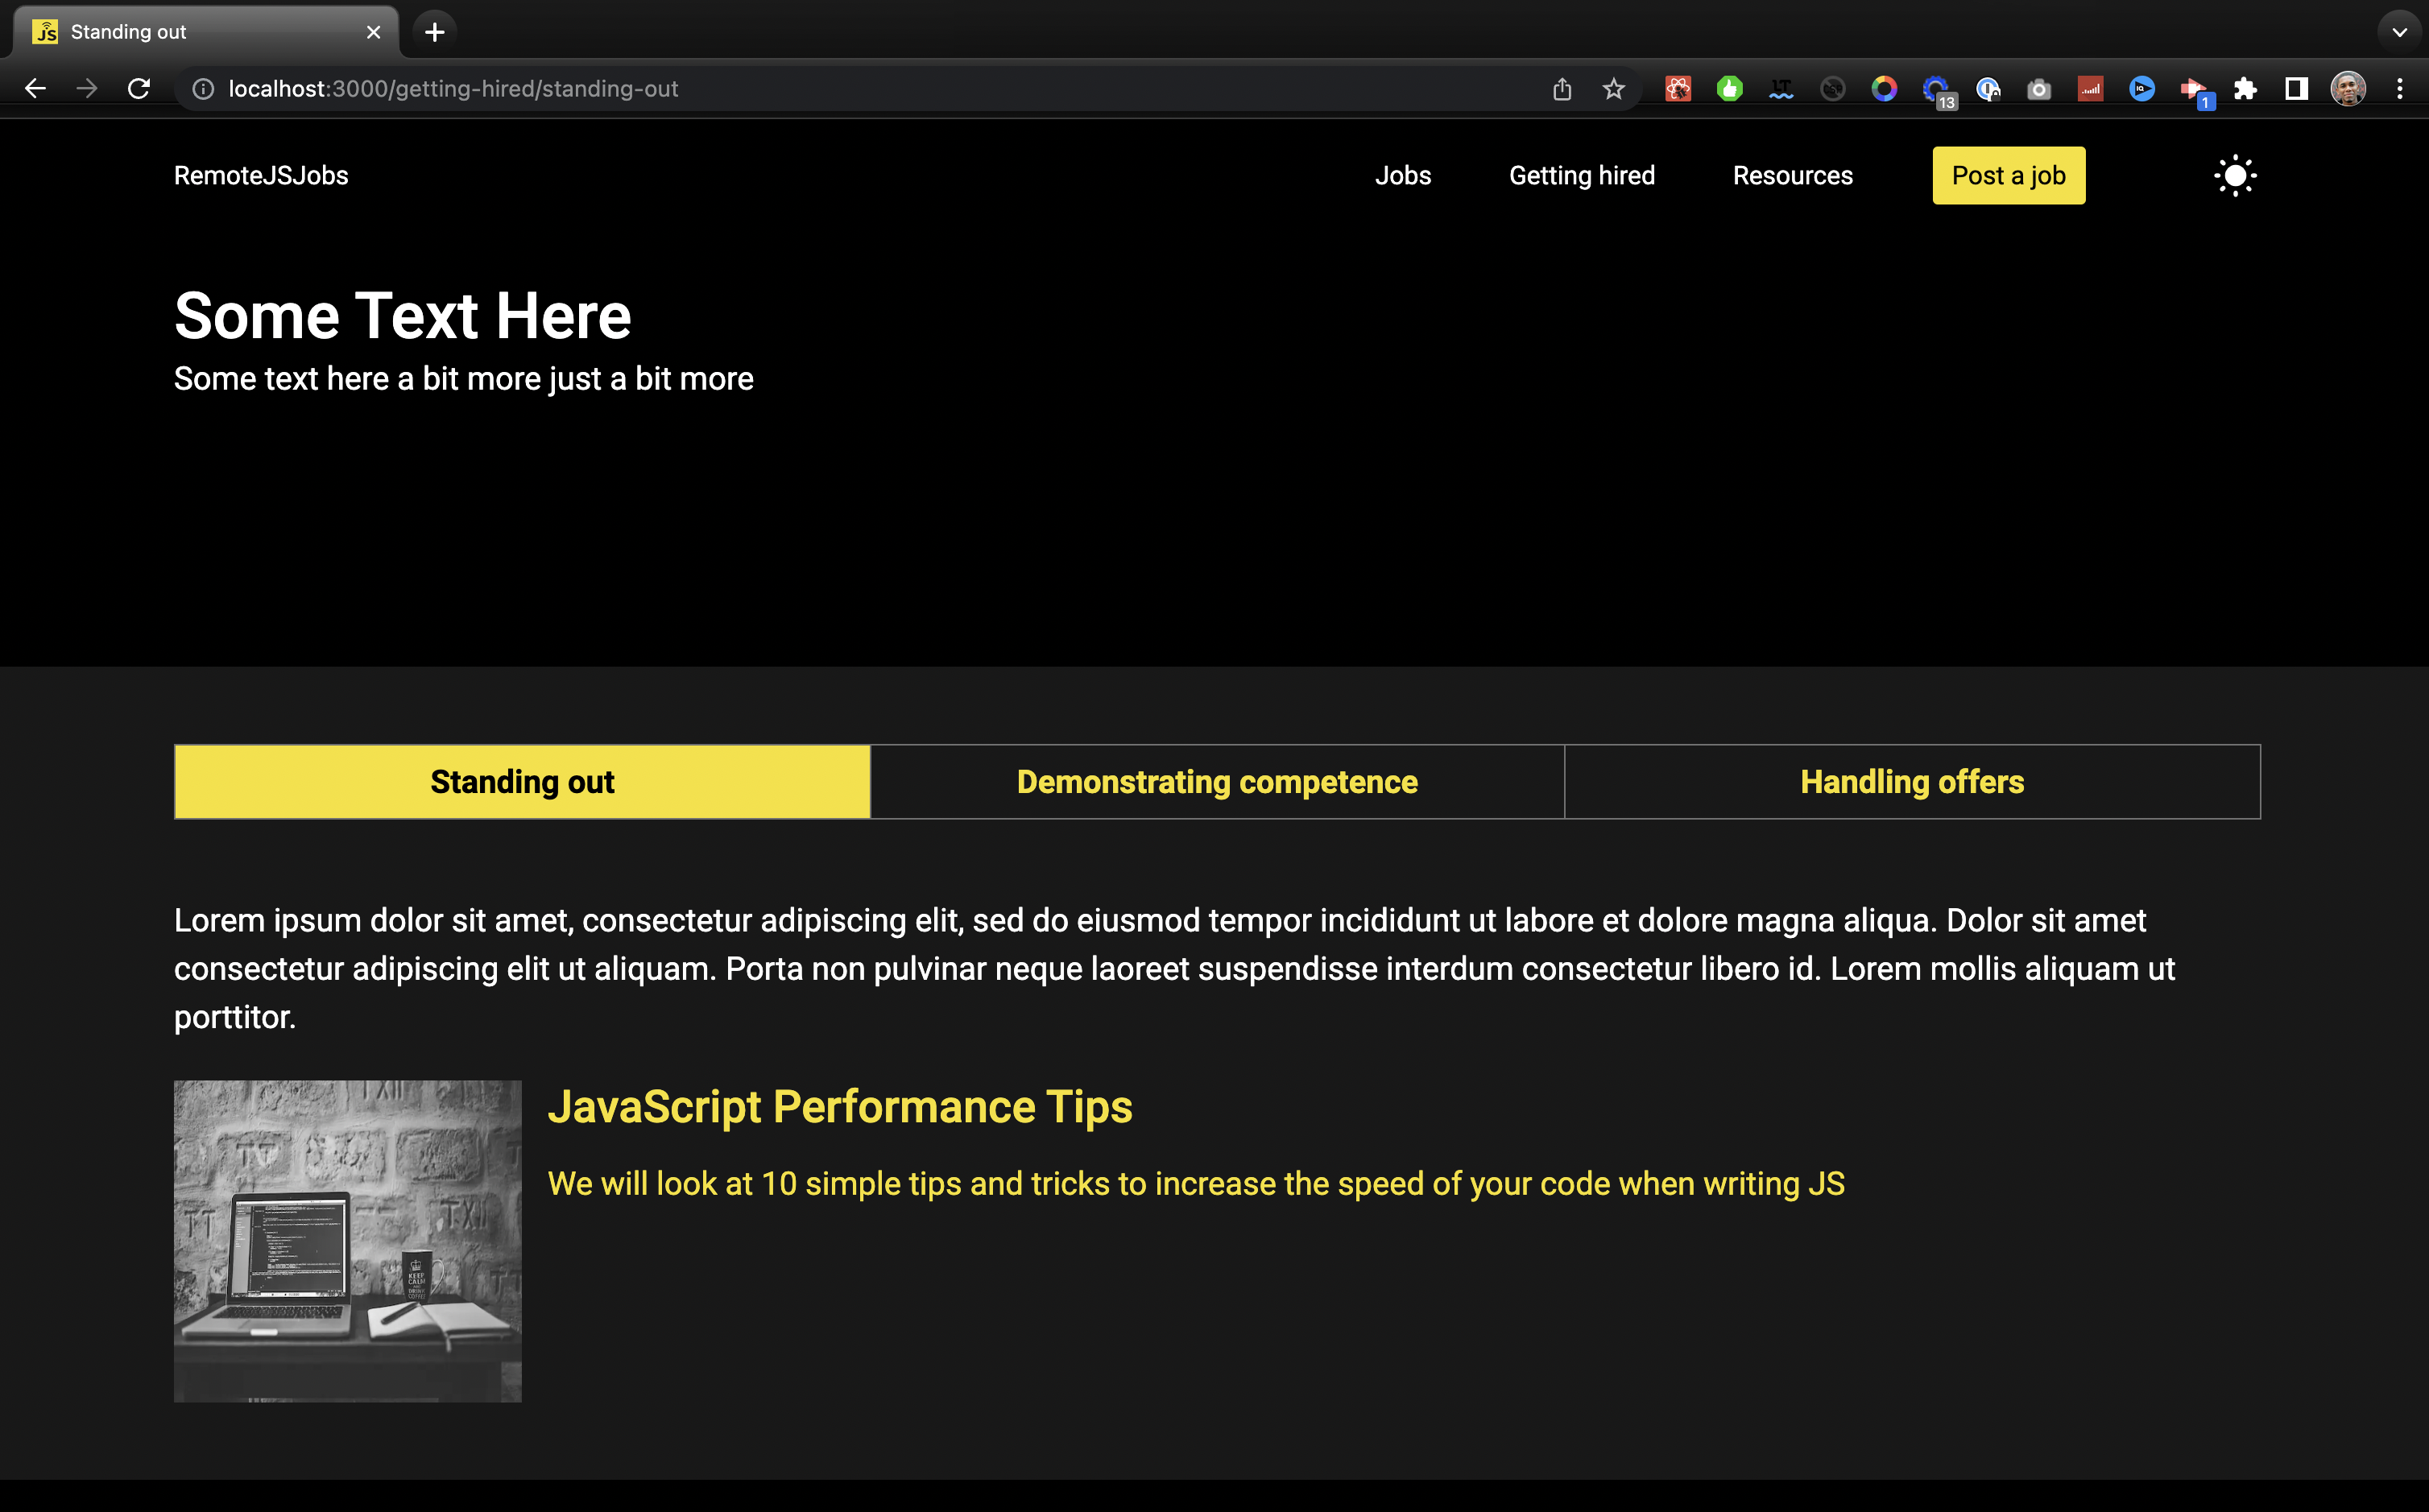 JS Standing out
localhost:3000/getting-hired/standing-out
13
1
RemoteJSJobs
Jobs
Getting hired
Resources
Post a job
Some Text Here
Some text here a bit more just a bit more
Standing out
Demonstrating competence
Handling offers
Lorem ipsum dolor sit amet, consectetur adipiscing elit, sed do eiusmod tempor incididunt ut labore et dolore magna aliqua. Dolor sit amet
consectetur adipiscing elit ut aliquam. Porta non pulvinar neque laoreet suspendisse interdum consectetur libero id. Lorem mollis aliquam ut
porttitor.
JavaScript Performance Tips
We will look at 10 simple tips and tricks to increase the speed of your code when writing JS
KEEP
CALM